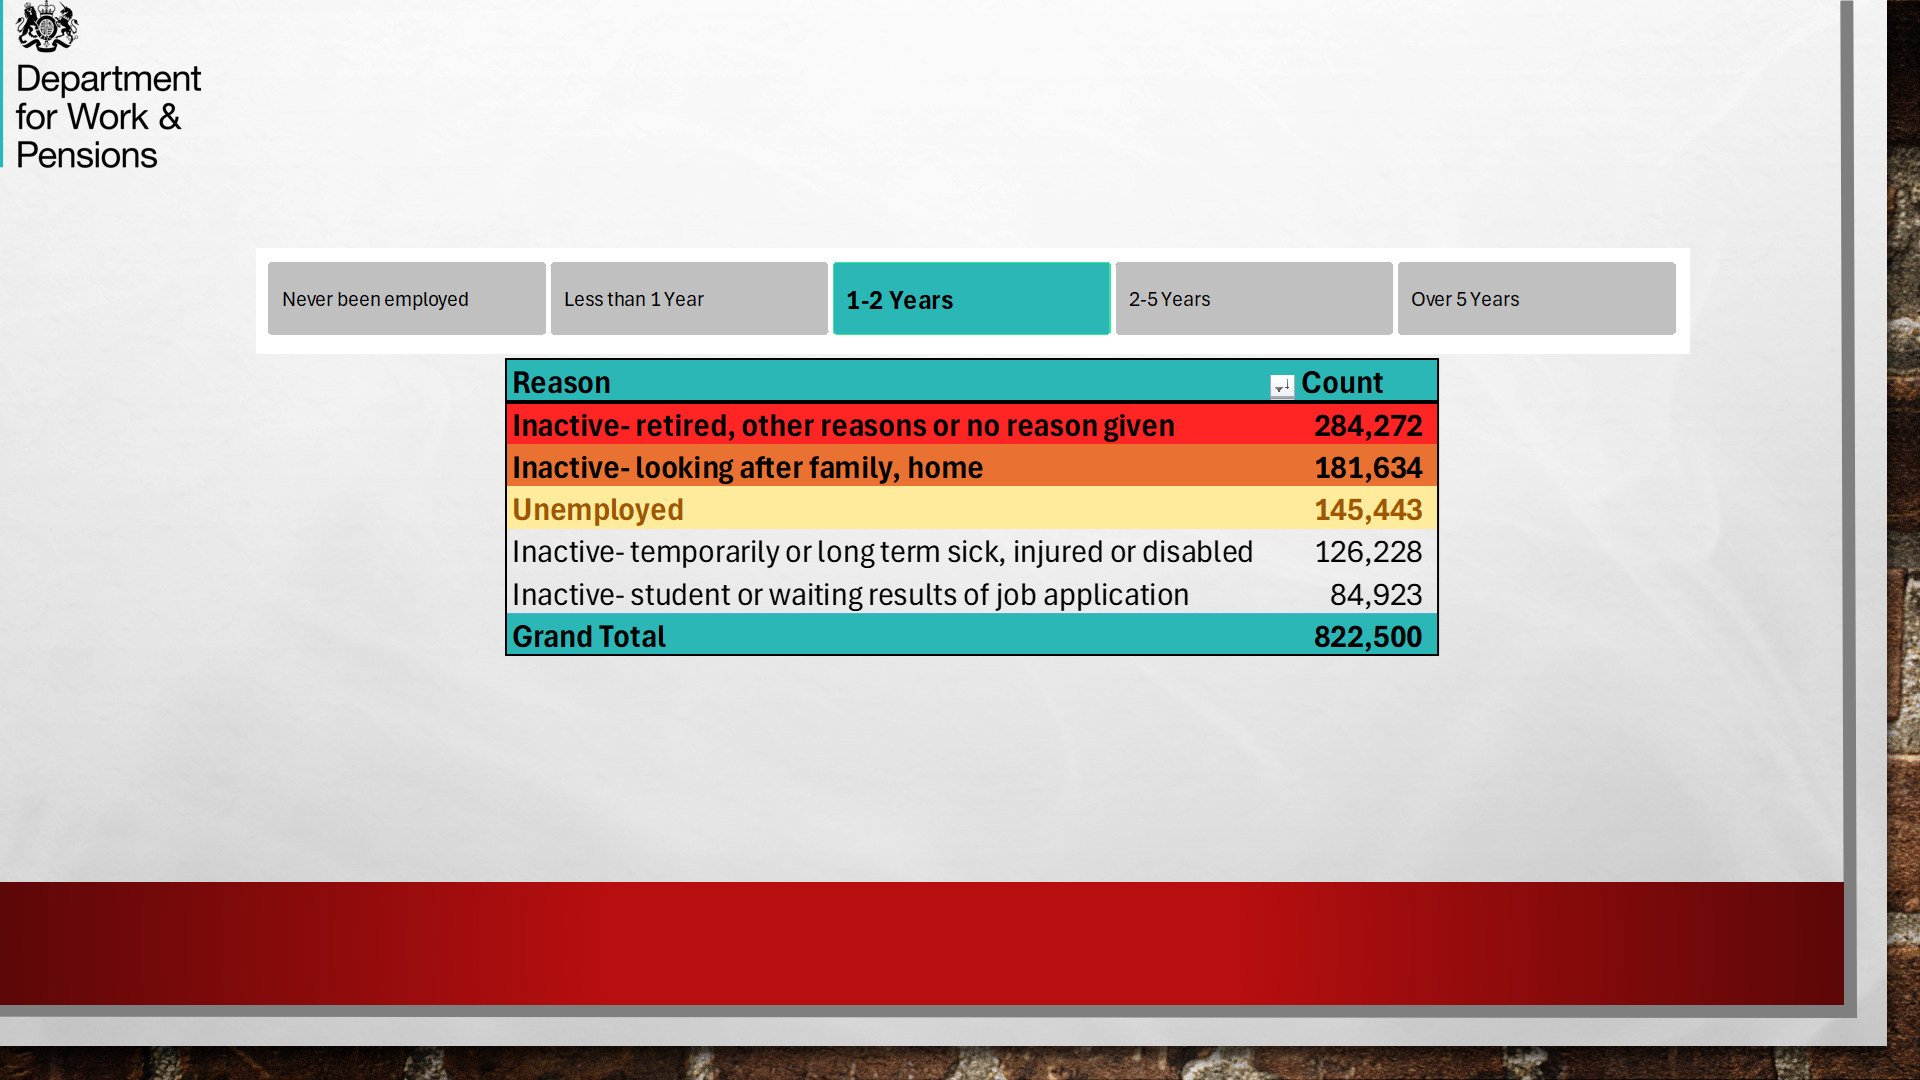 Department
for Work &
Pensions
Never been employed
Less than 1 Year
1-2 Years
2-5 Years
Over 5 Years
Reason Count
Inactive- retired, other reasons or no reason given 284,272
Inactive- looking after family, home 181,634
Unemployed 145,443
Inactive- temporarily or long term sick, injured or disabled 126,228
Inactive- student or waiting results of job application 84,923
Grand Total 822,500